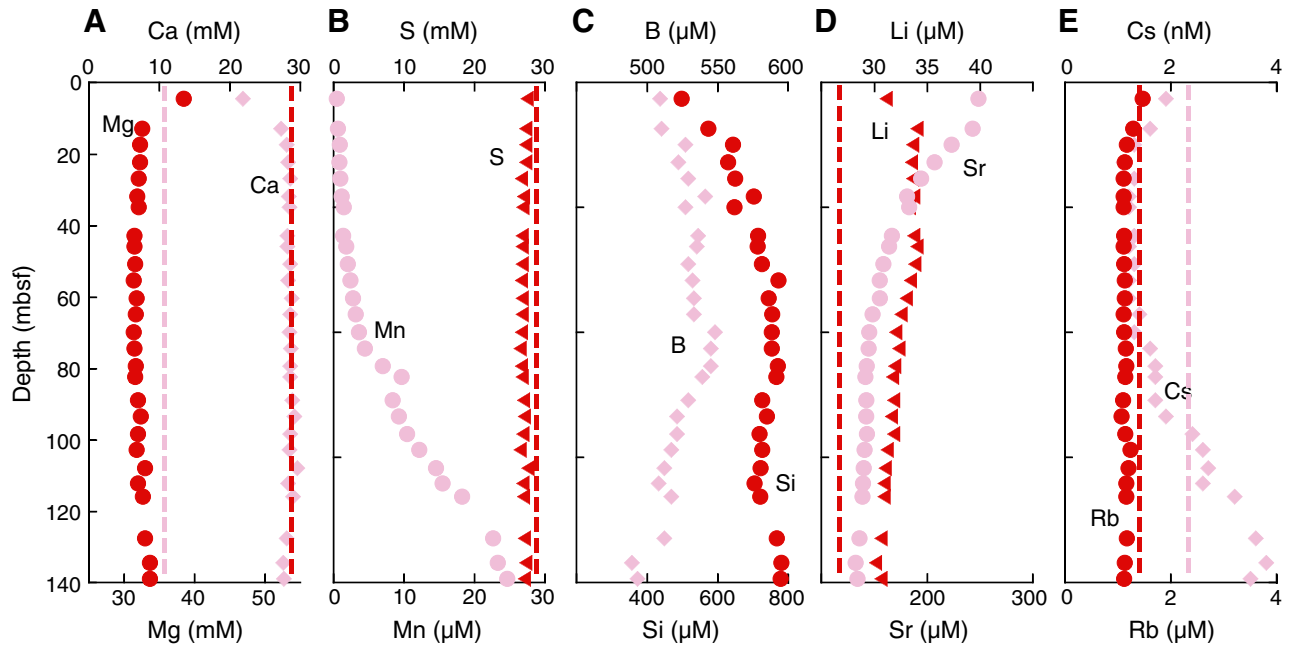 A B C D E
Ca (mM) S (mM) B (µM) Li (µM) Cs (nM)
0 10 20 30 0 10 20 30 500 550 600 30 35 40 0 2 4
0
20
40
60
80
100
120
140
Depth (mbsf)
Mg
Ca
S
Mn
B
Si
Li
Sr
Cs
Rb
30 40 50 0 10 20 30 400 600 800 200 300 0 1 2 3 4
Mg (mM) Mn (µM) Si (µM) Sr (µM) Rb (µM)